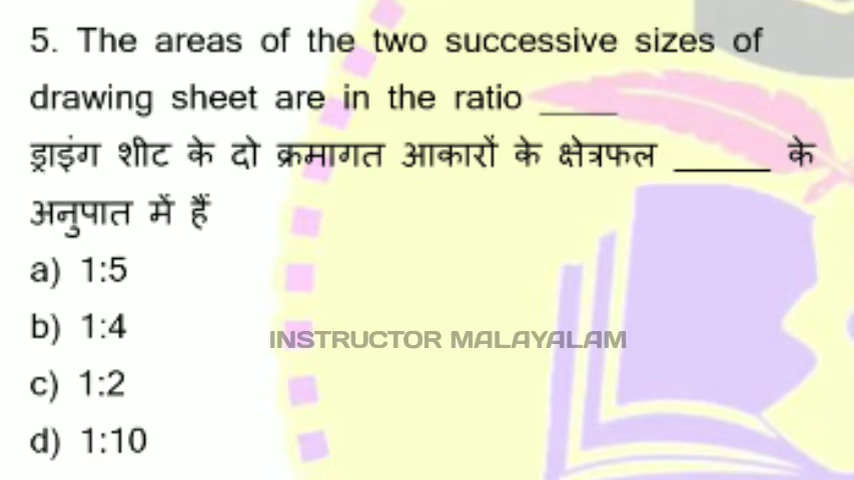 5. The areas of the two successive sizes of
drawing sheet are in the ratio _____
ड्राइंग शीट के दो क्रमागत आकारों के क्षेत्रफल ______ के
अनुपात में हैं
a) 1:5
b) 1:4
INSTRUCTOR MALAYALAM
c) 1:2
d) 1:10